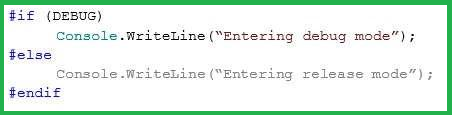 #if (DEBUG)
Console.WriteLine(“Entering debug mode”);
#else
Console.WriteLine(“Entering release mode”);
#endif